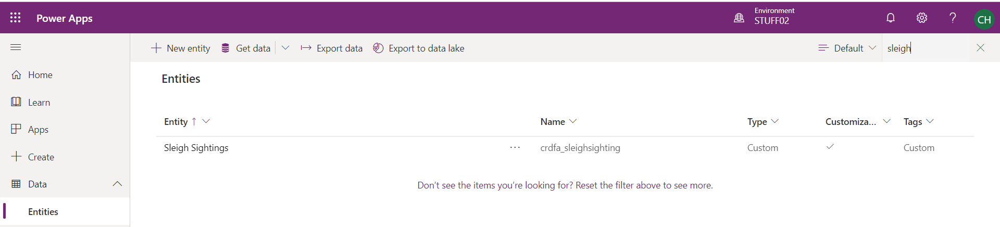 Power Apps
Environment
STUFF02
CH
New entity
Get data
Export data
Export to data lake
Default
sleigh
Home
Learn
Apps
Create
Data
Entities
Entities
Entity
Name
Type
Customiza...
Tags
Sleigh Sightings
crdfa_sleighsighting
Custom
Custom
Don't see the items you're looking for? Reset the filter above to see more.